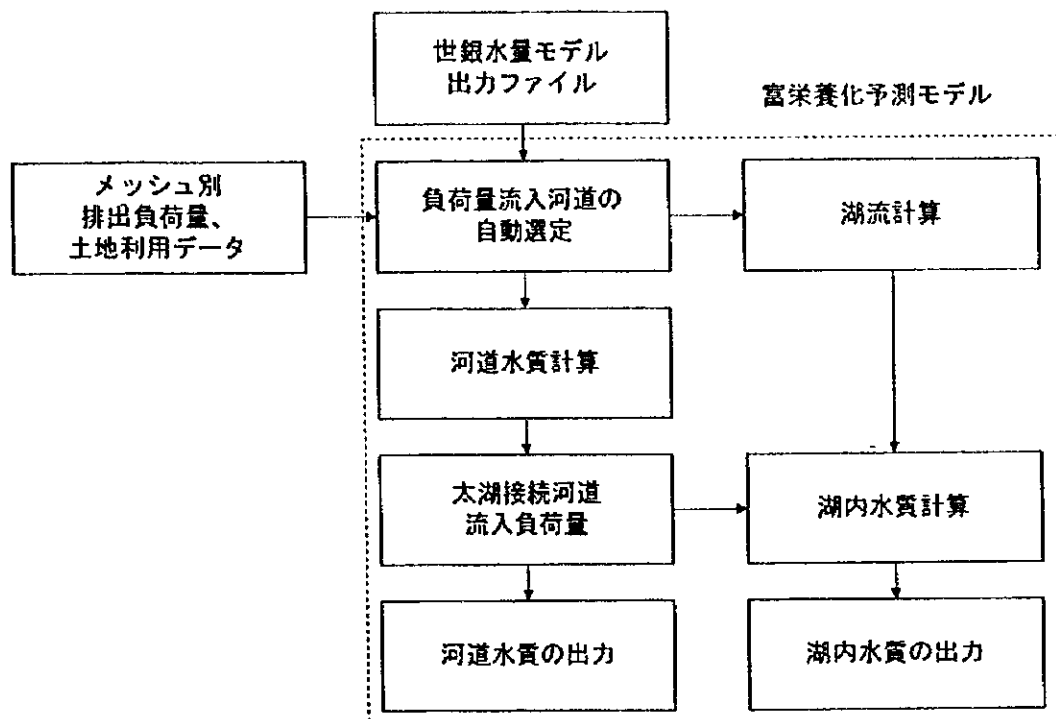 世銀水量モデル
出力ファイル
富栄養化予測モデル
メッシュ別
排出負荷量、
土地利用データ
負荷量流入河道の
自動選定
湖流計算
河道水質計算
太湖接続河道
流入負荷量
湖内水質計算
河道水質の出力
湖内水質の出力